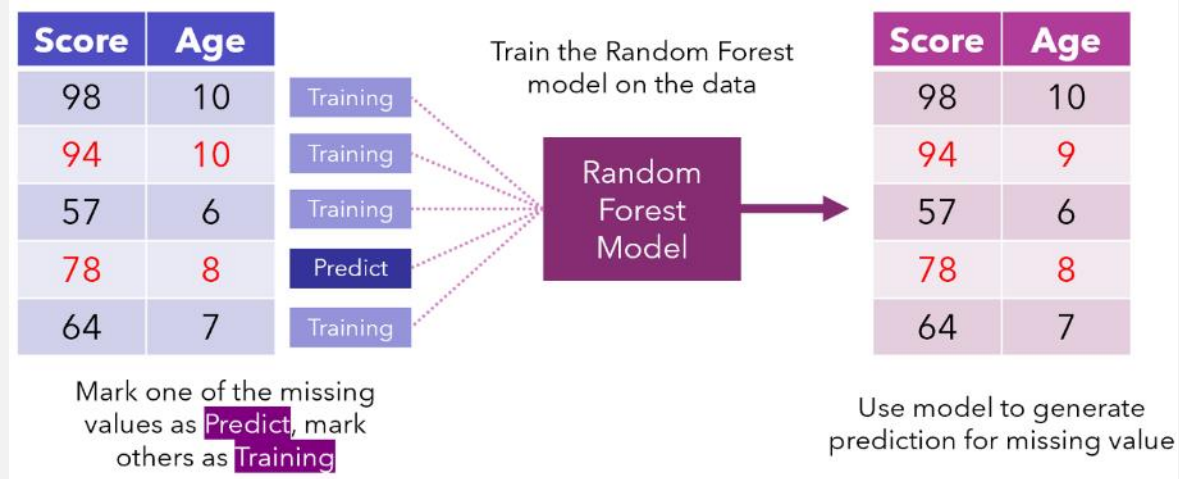 Score Age
98 10
94 10
57 6
78 8
64 7
Training
Training
Training
Predict
Training
Mark one of the missing
values as Predict, mark
others as Training
Train the Random Forest
model on the data
Random
Forest
Model
Score Age
98 10
94 9
57 6
78 8
64 7
Use model to generate
prediction for missing value